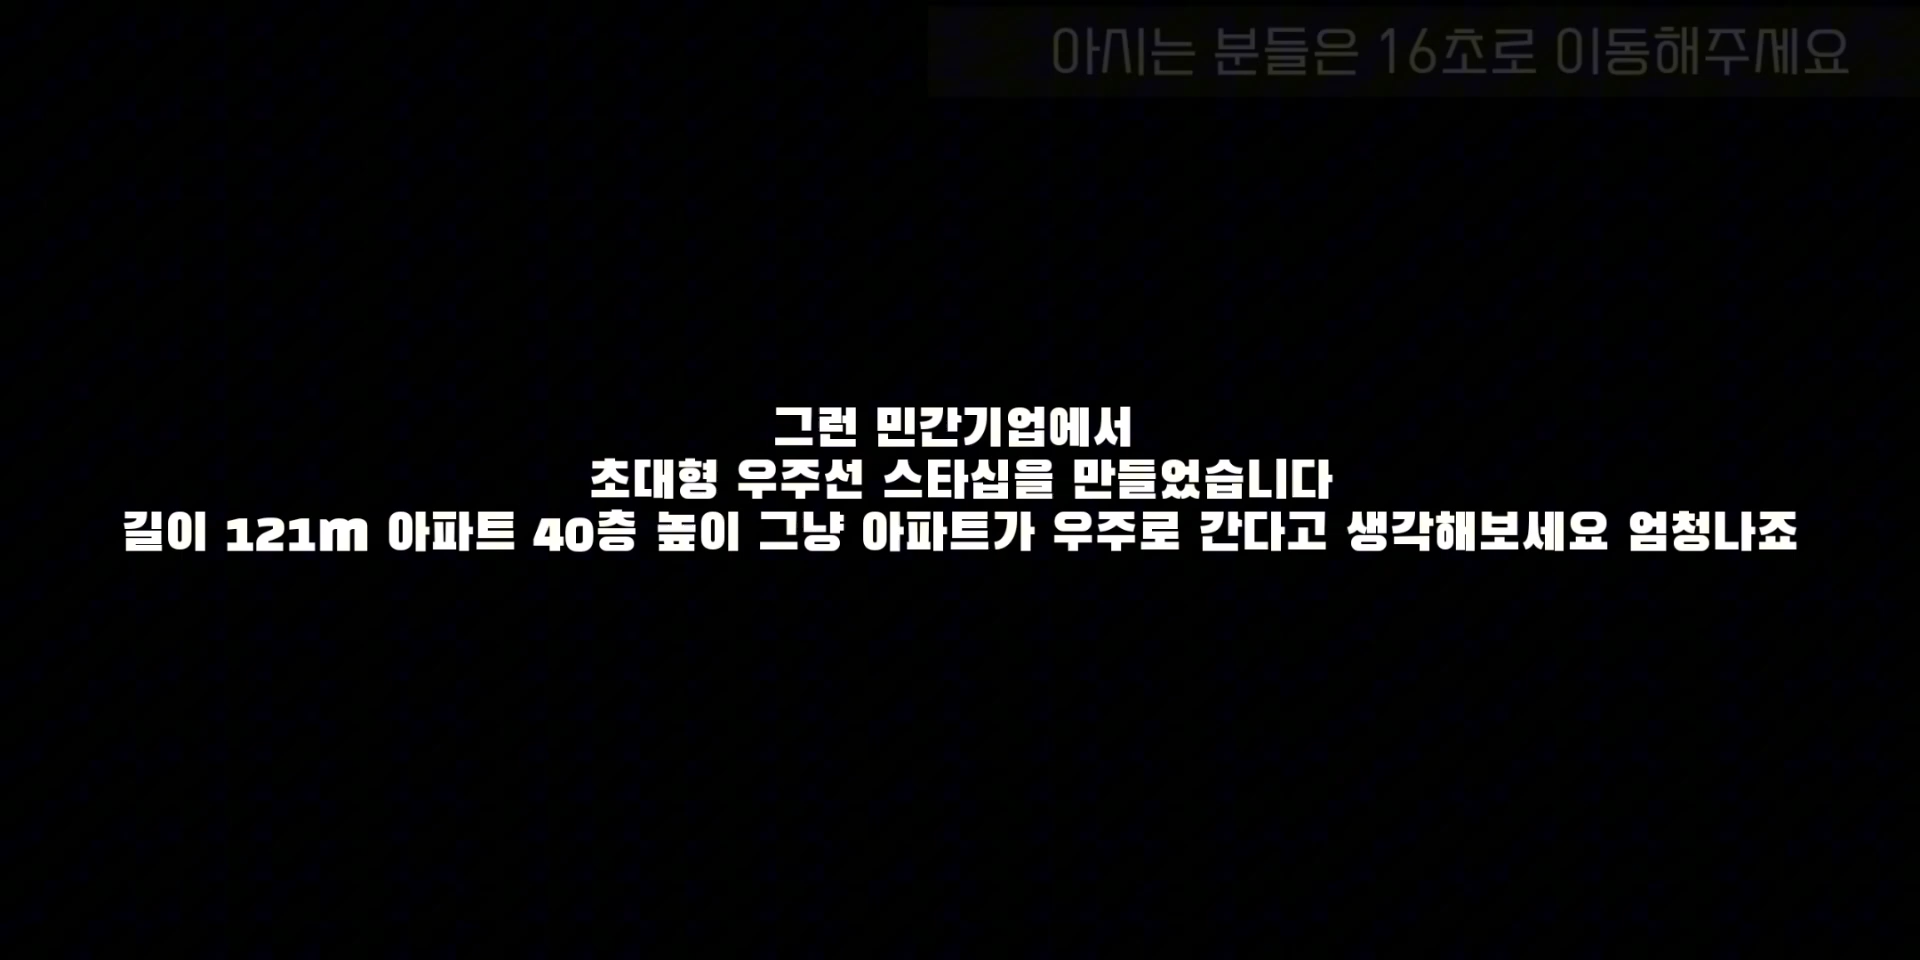 아시는 분들은 16초로 이동해주세요
그런 민간기업에서
초대형 우주선 스타십을 만들었습니다
길이 121m 아파트 40층 높이 그냥 아파트가 우주로 간다고 생각해보세요 엄청나죠